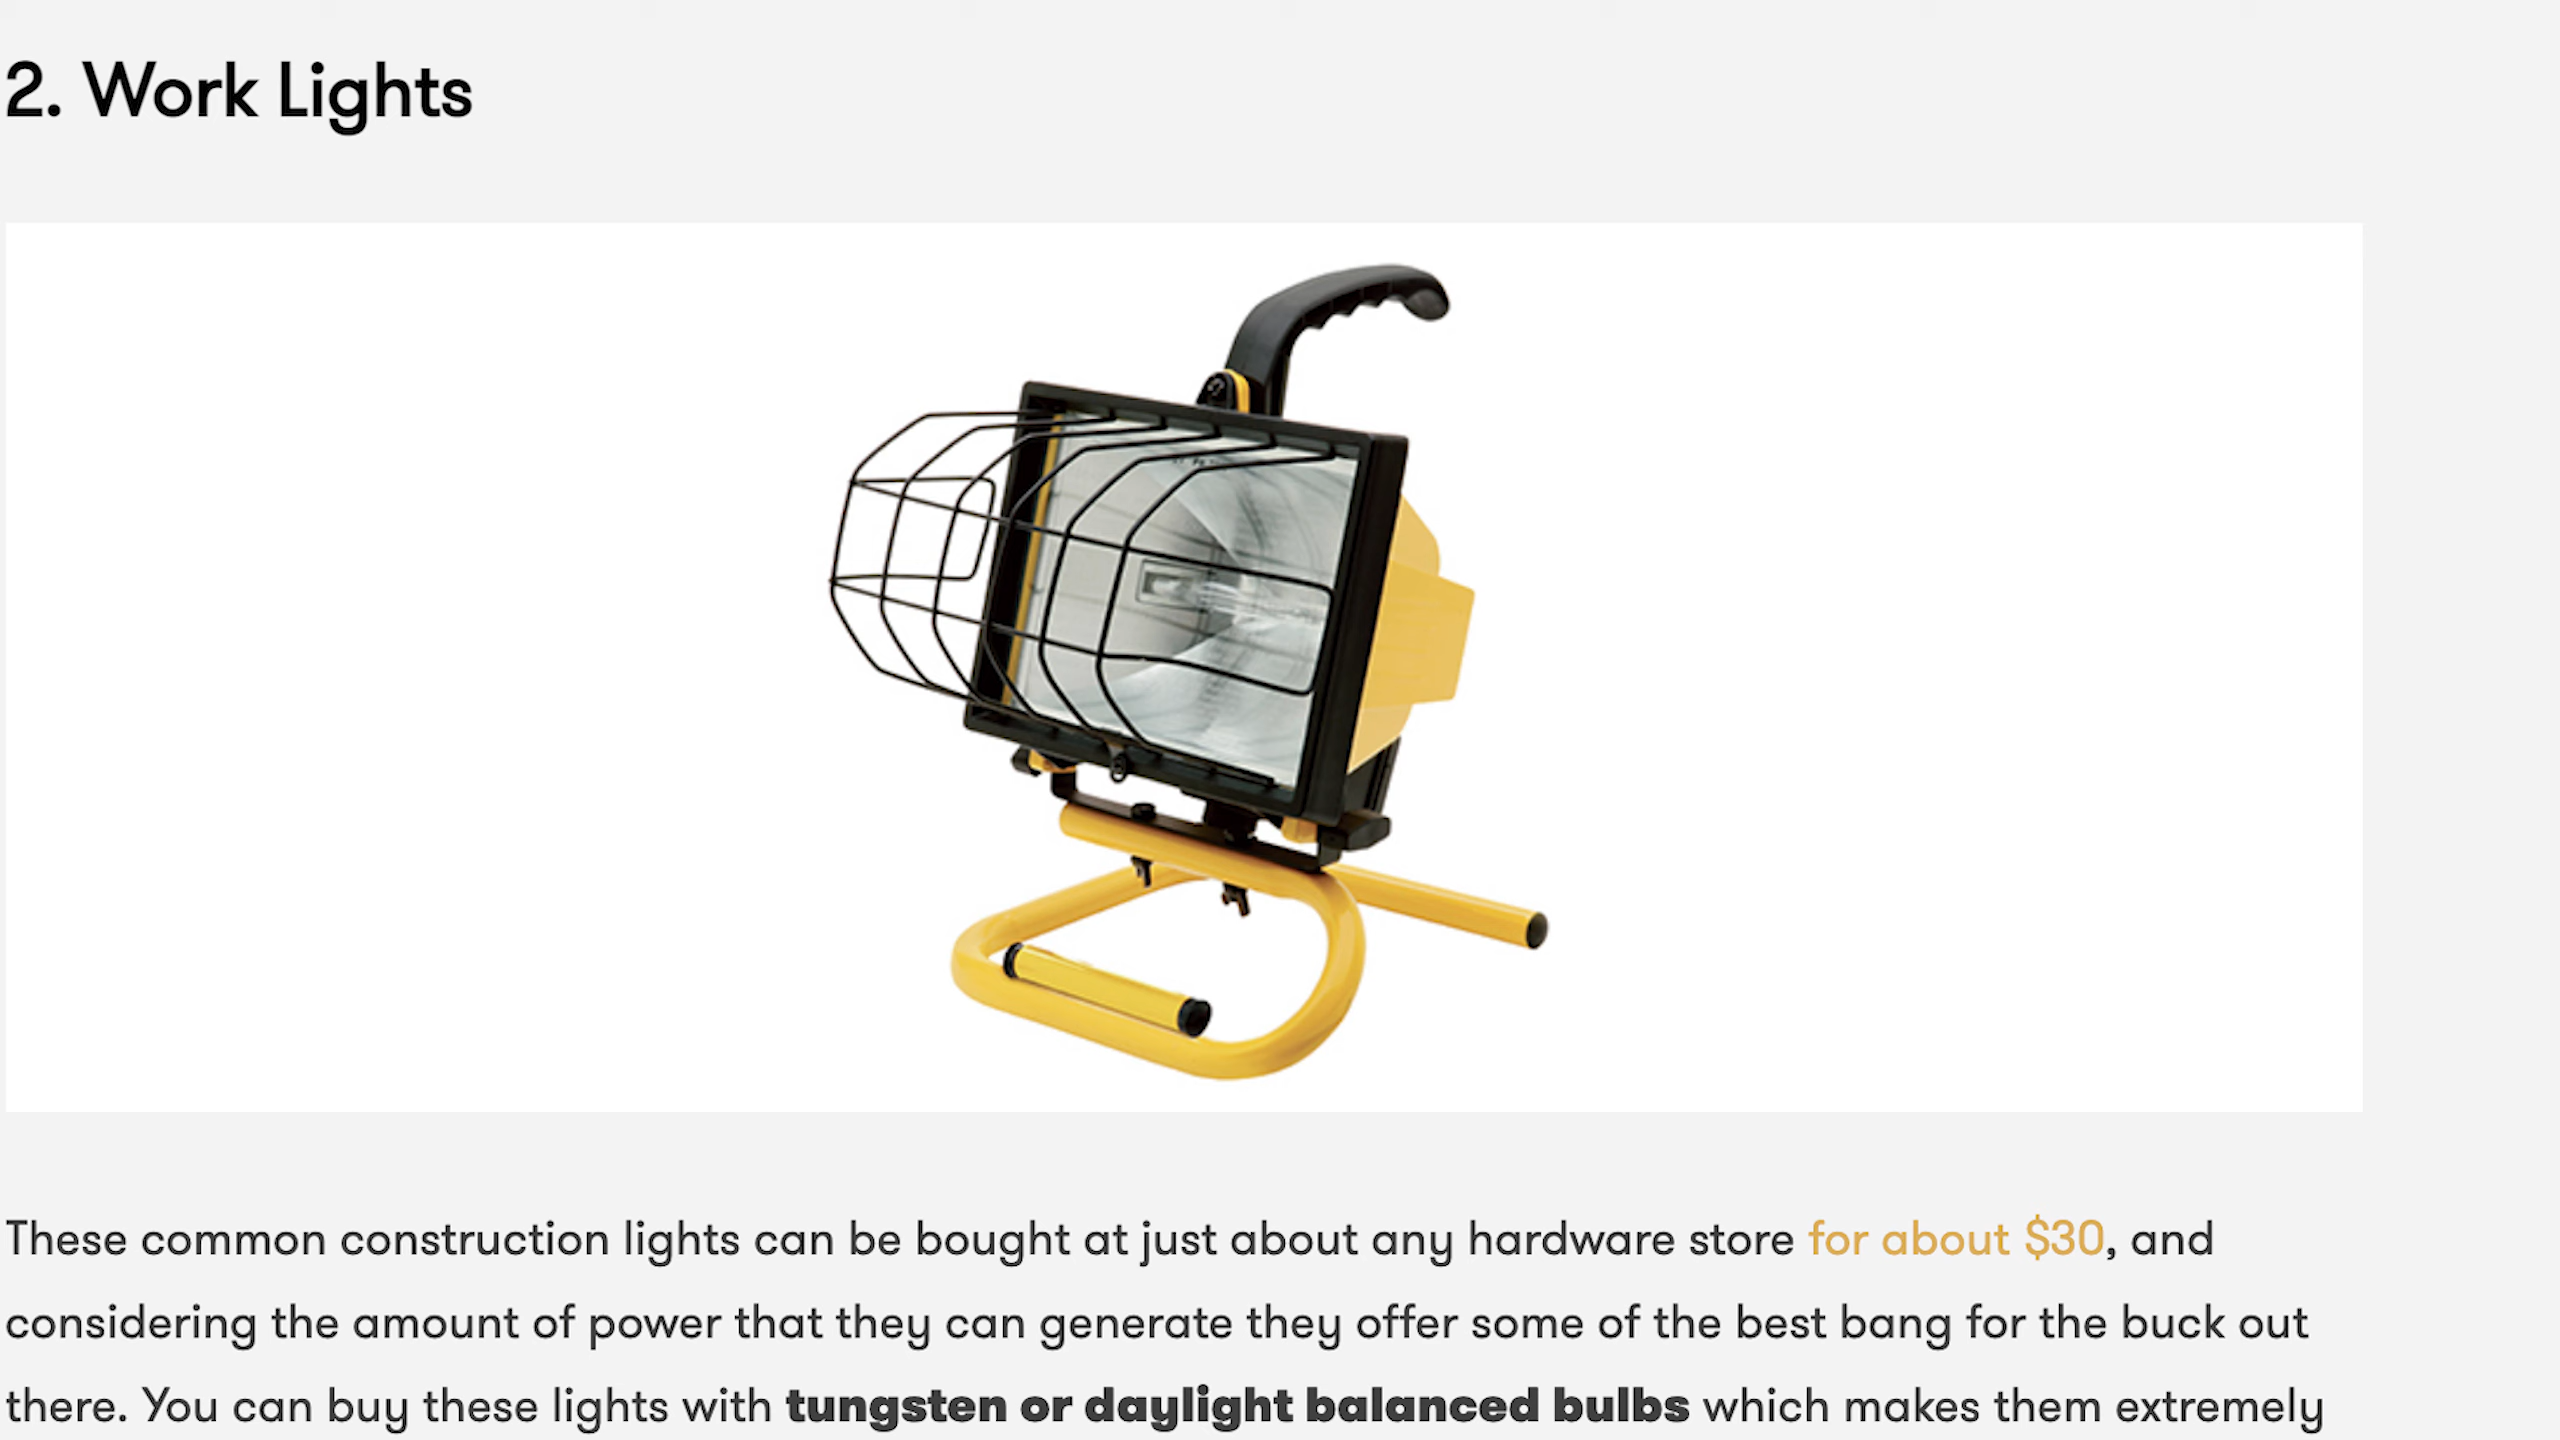 2. Work Lights
These common construction lights can be bought at just about any hardware store for about $30, and
considering the amount of power that they can generate they offer some of the best bang for the buck out
there. You can buy these lights with tungsten or daylight balanced bulbs which makes them extremely